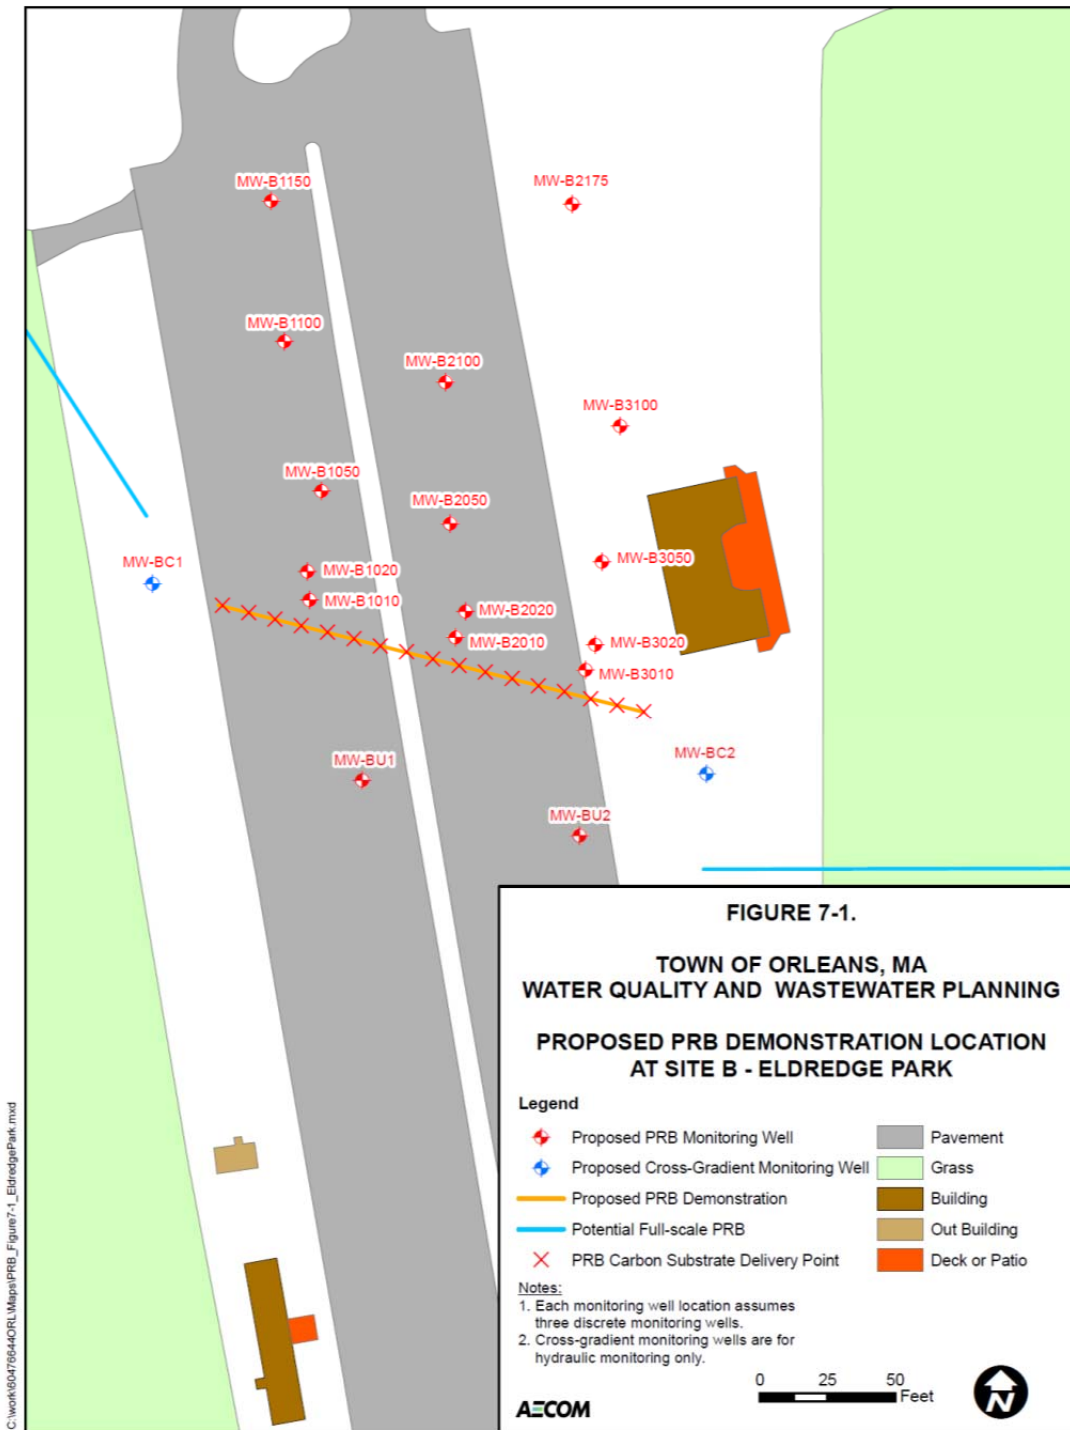 MW-B1150
MW-B2175
MW-B1100
MW-B2100
MW-B3100
MW-B1050
MW-B2050
MW-BC1
MW-B1020
MW-B3050
MW-B1010
MW-B2020
MW-B2010
MW-B3020
MW-B3010
MW-BU1
MW-BC2
MW-BU2
FIGURE 7-1.
TOWN OF ORLEANS, MA
WATER QUALITY AND WASTEWATER PLANNING
PROPOSED PRB DEMONSTRATION LOCATION
AT SITE B - ELDREDGE PARK
Legend
Proposed PRB Monitoring Well
Proposed Cross-Gradient Monitoring Well
Proposed PRB Demonstration
Potential Full-scale PRB
PRB Carbon Substrate Delivery Point
Pavement
Grass
Building
Out Building
Deck or Patio
Notes:
1. Each monitoring well location assumes
three discrete monitoring wells.
2. Cross-gradient monitoring wells are for
hydraulic monitoring only.
0 25 50
Feet
N
AECOM
C:\work\60476644ORL\Maps\PRB_Figure7-1_EldredgePark.mxd